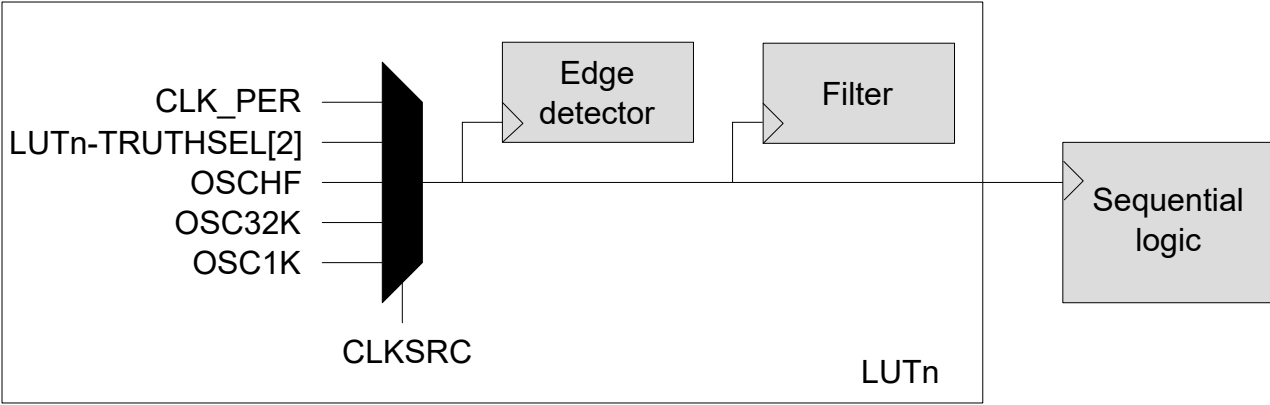 Edge
detector
Filter
CLK_PER
LUTn-TRUTHSEL[2]
OSCHF
OSC32K
OSC1K
Sequential
logic
CLKSRC
LUTn